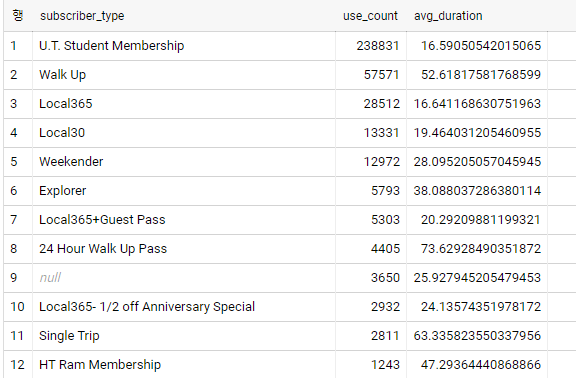 행 subscriber_type use_count avg_duration
1 U.T. Student Membership 238831 16.59050542015065
2 Walk Up 57571 52.61817581768599
3 Local365 28512 16.641168630751963
4 Local30 13331 19.464031205460955
5 Weekender 12972 28.095205057045945
6 Explorer 5793 38.088037286380114
7 Local365+Guest Pass 5303 20.29209881199321
8 24 Hour Walk Up Pass 4405 73.62928490351872
9 null 3650 25.927945205479453
10 Local365- 1/2 off Anniversary Special 2932 24.13574351978172
11 Single Trip 2811 63.335823550337956
12 HT Ram Membership 1243 47.29364440868866